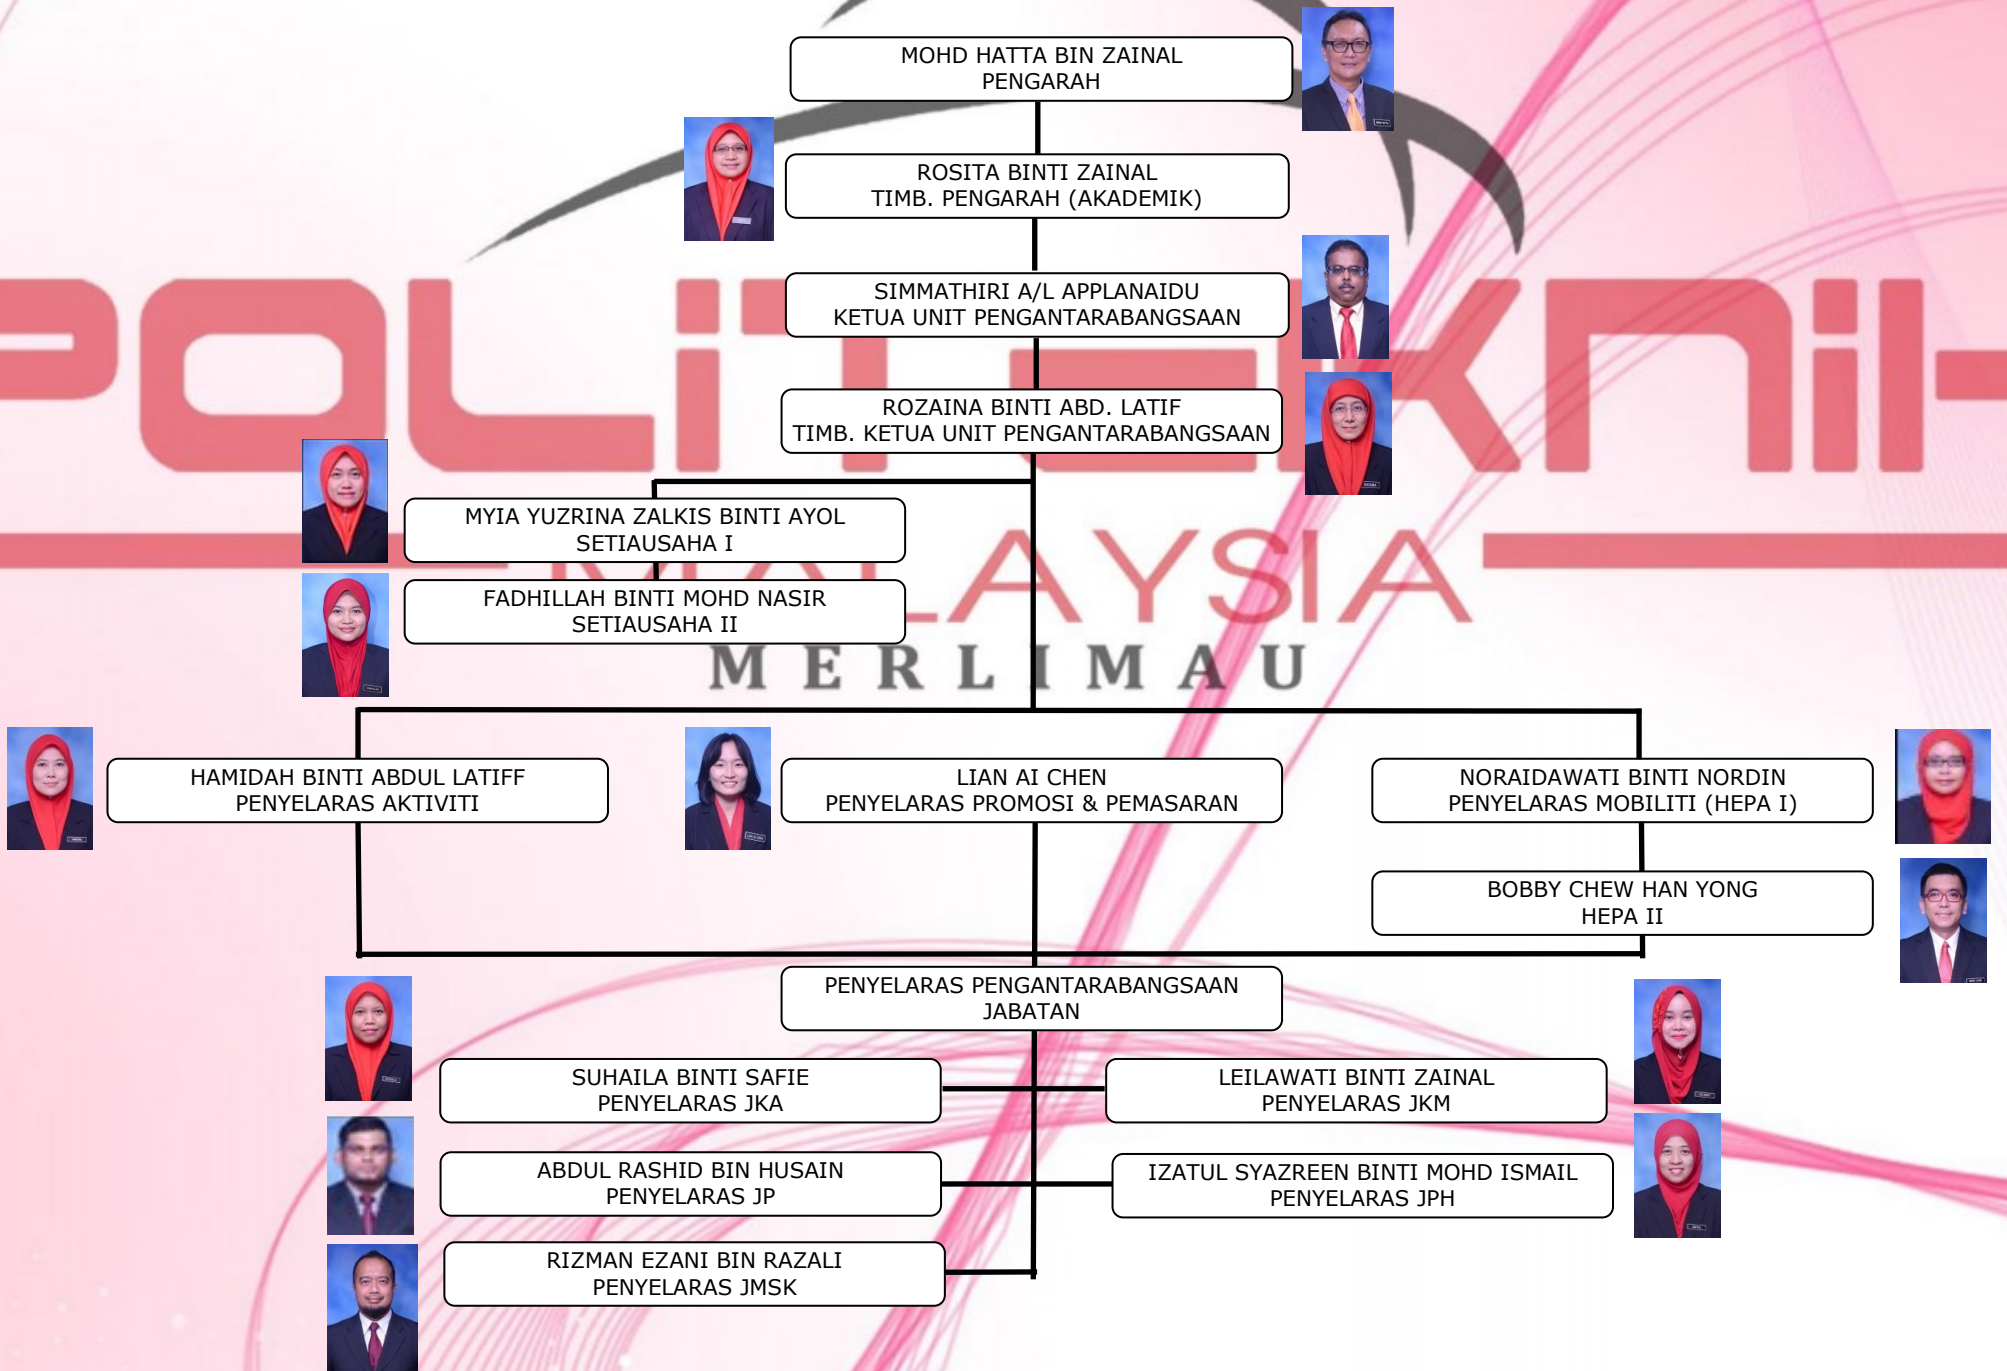 MOHD HATTA BIN ZAINAL
PENGARAH
ROSITA BINTI ZAINAL
TIMB. PENGARAH (AKADEMIK)
SIMMATHIRI A/L APPLANAIDU
KETUA UNIT PENGANTARABANGSAAN
ROZAINA BINTI ABD. LATIF
TIMB. KETUA UNIT PENGANTARABANGSAAN
POLITEKNIK
MYIA YUZRINA ZALKIS BINTI AYOL
SETIAUSAHA I
FADHILLAH BINTI MOHD NASIR
SETIAUSAHA II
MALAYSIA
MERLIMAU
HAMIDAH BINTI ABDUL LATIFF
PENYELARAS AKTIVITI
LIAN AI CHEN
PENYELARAS PROMOSI & PEMASARAN
NORAIDAWATI BINTI NORDIN
PENYELARAS MOBILITI (HEPA I)
BOBBY CHEW HAN YONG
HEPA II
PENYELARAS PENGANTARABANGSAAN
JABATAN
SUHAILA BINTI SAFIE
PENYELARAS JKA
LEILAWATI BINTI ZAINAL
PENYELARAS JKM
ABDUL RASHID BIN HUSAIN
PENYELARAS JP
IZATUL SYAZREEN BINTI MOHD ISMAIL
PENYELARAS JPH
RIZMAN EZANI BIN RAZALI
PENYELARAS JMSK